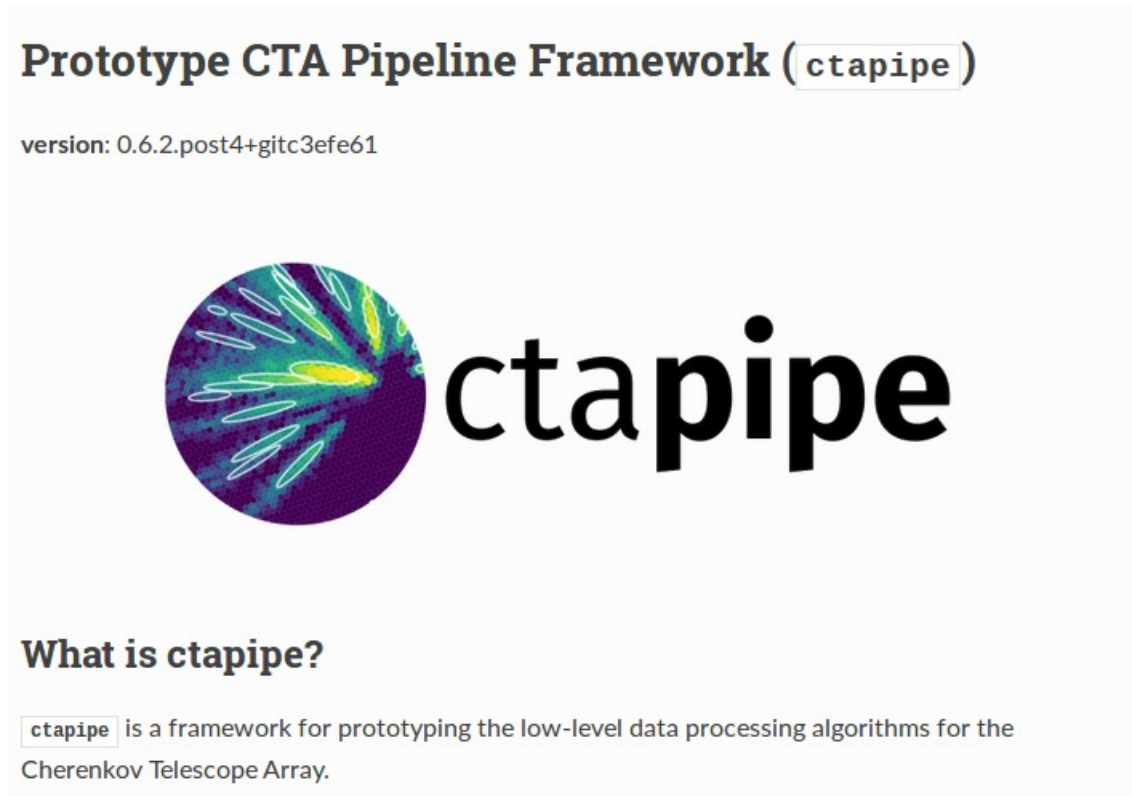 Prototype CTA Pipeline Framework (ctapipe)
version: 0.6.2.post4+gitc3efe61
ctapipe
What is ctapipe?
ctapipe is a framework for prototyping the low-level data processing algorithms for the
Cherenkov Telescope Array.